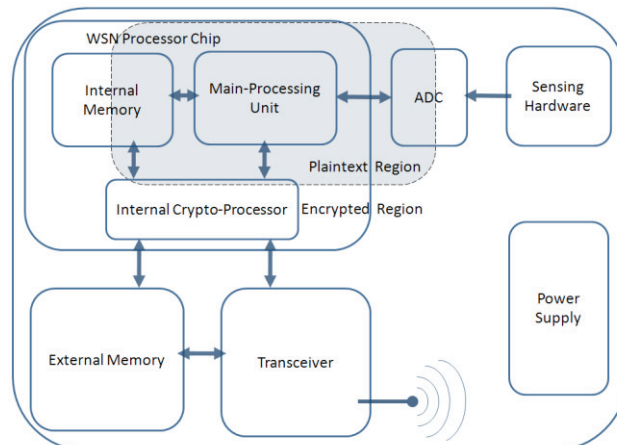 WSN Processor Chip
Internal
Memory
Main-Processing
Unit
ADC
Sensing
Hardware
Plaintext Region
Internal Crypto-Processor
Encrypted Region
External Memory
Transceiver
Power
Supply